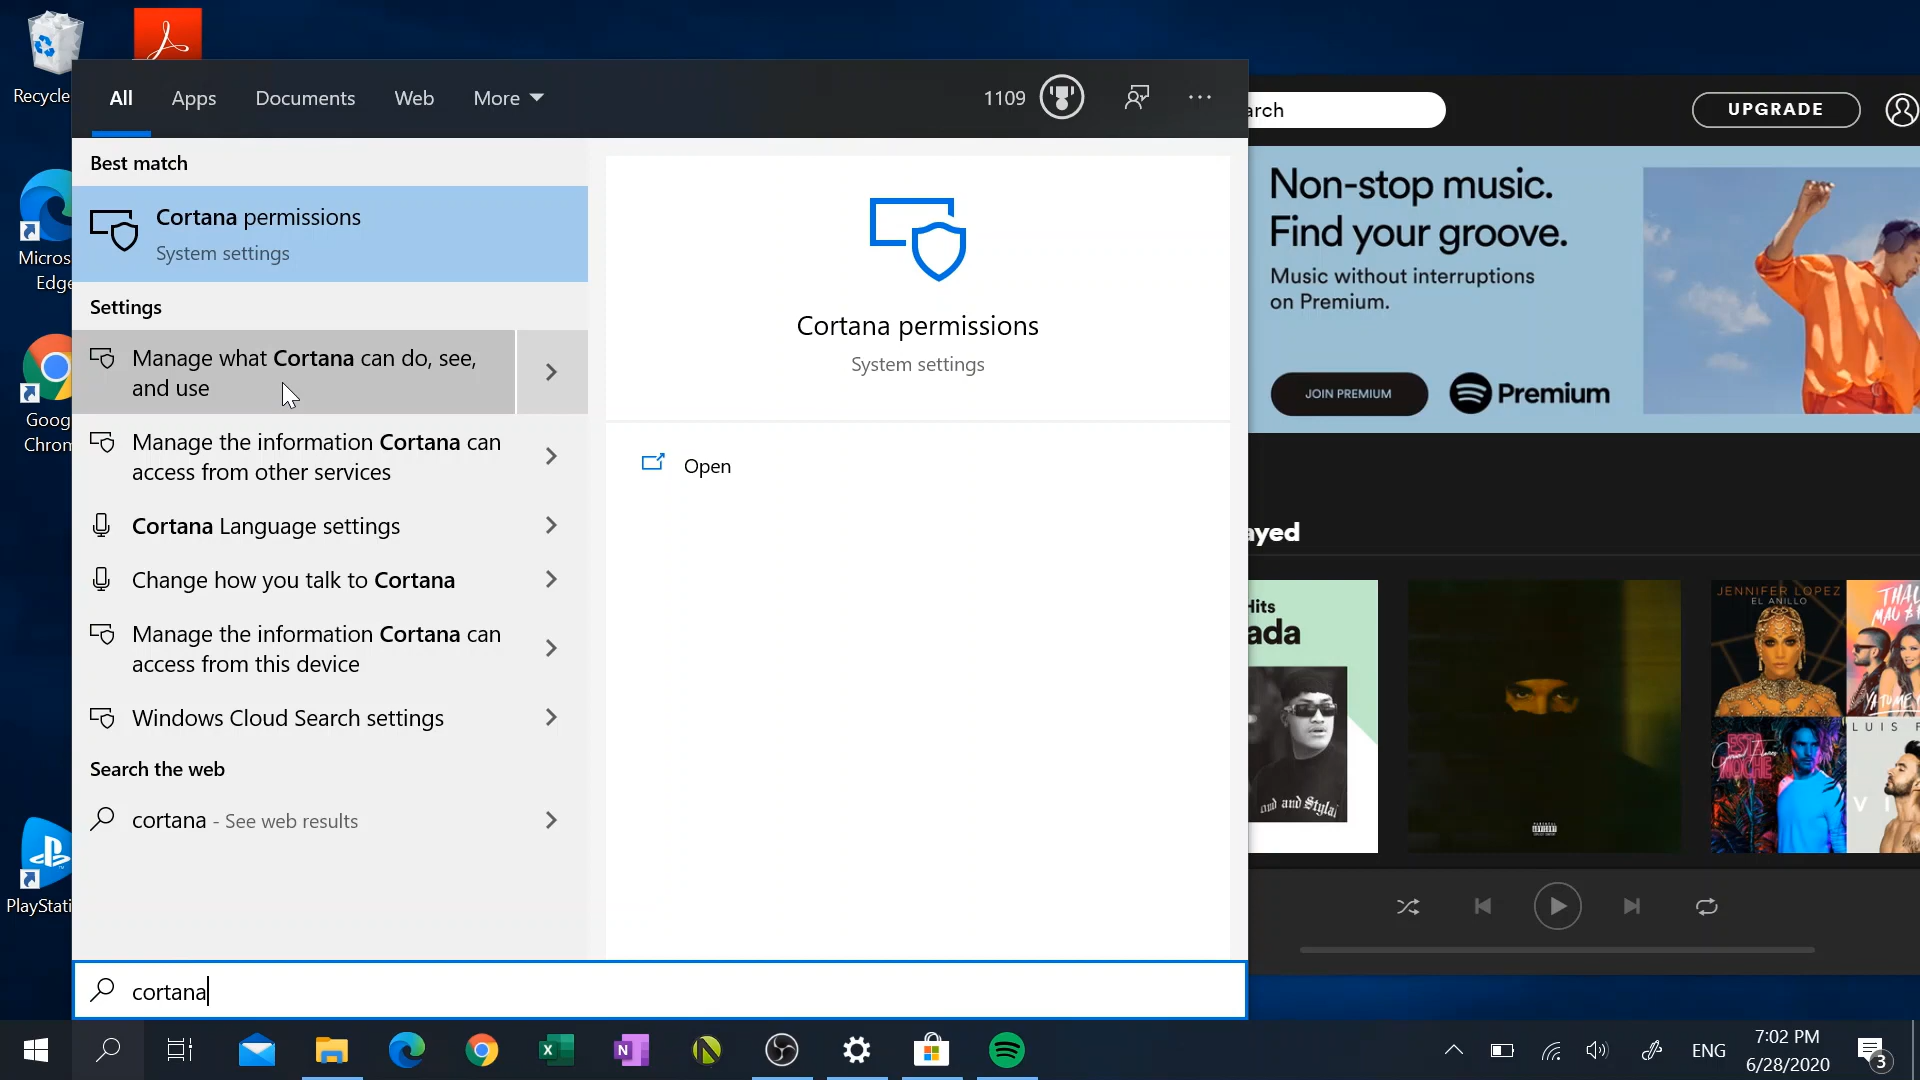 Recycle
All
Apps
Documents
Web
More
1109
Best match
Cortana permissions
System settings
Settings
Manage what Cortana can do, see,
and use
Manage the information Cortana can
access from other services
Cortana Language settings
Change how you talk to Cortana
Manage the information Cortana can
access from this device
Windows Cloud Search settings
Search the web
cortana - See web results
cortana
Cortana permissions
System settings
Open
Micros
Edge
Goog
Chrom
PlayStati
arch
UPGRADE
Non-stop music.
Find your groove.
Music without interruptions
on Premium.
JOIN PREMIUM
Premium
ayed
Hits
ada
JENNIFER LOPEZ
EL ANILLO
ESTA
NOCHE
LUIS F
V I
ENG
7:02 PM
6/28/2020
3